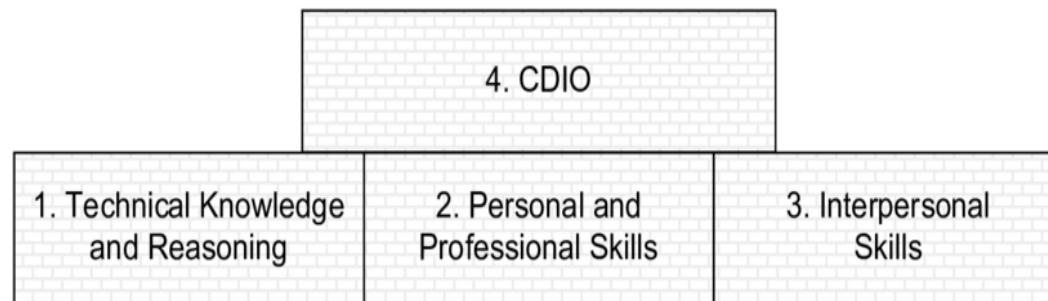 4. CDIO
1. Technical Knowledge
and Reasoning
2. Personal and
Professional Skills
3. Interpersonal
Skills